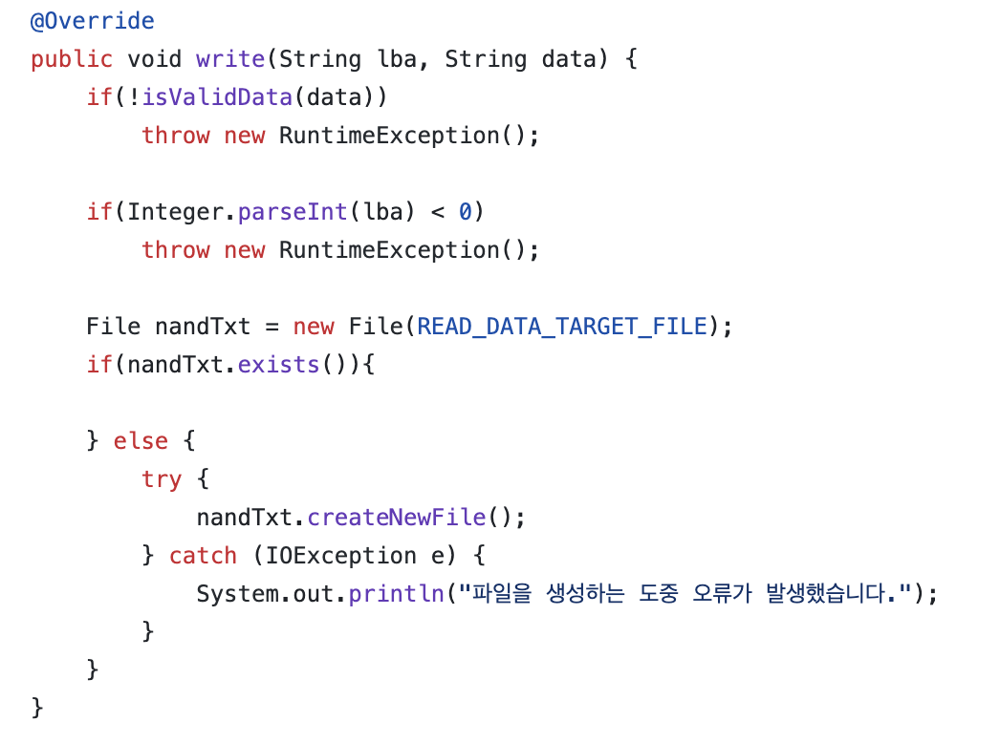 @Override
public void write(String lba, String data) {
    if(!isValidData(data))
        throw new RuntimeException();
    if(Integer.parseInt(lba) < 0)
        throw new RuntimeException();
    File nandTxt = new File(READ_DATA_TARGET_FILE);
    if(nandTxt.exists()){
    } else {
        try {
            nandTxt.createNewFile();
        } catch (IOException e) {
            System.out.println("파일을 생성하는 도중 오류가 발생했습니다.");
        }
    }
}